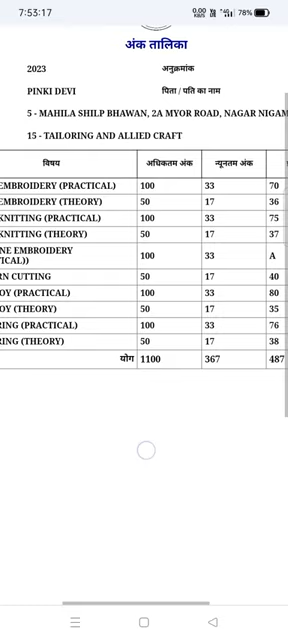 7:53:17 0.00 KB/S 4G 78%
अंक तालिका
2023 अनुक्रमांक
PINKI DEVI पिता / पति का नाम
5 - MAHILA SHILP BHAWAN, 2A MYOR ROAD, NAGAR NIGAM
15 - TAILORING AND ALLIED CRAFT
विषय अधिकतम अंक न्यूनतम अंक
EMBROIDERY (PRACTICAL) 100 33 70
EMBROIDERY (THEORY) 50 17 36
KNITTING (PRACTICAL) 100 33 75
KNITTING (THEORY) 50 17 37
NE EMBROIDERY
TICAL)) 100 33 A
RN CUTTING 50 17 40
OY (PRACTICAL) 100 33 80
OY (THEORY) 50 17 35
RING (PRACTICAL) 100 33 76
RING (THEORY) 50 17 38
योग 1100 367 487